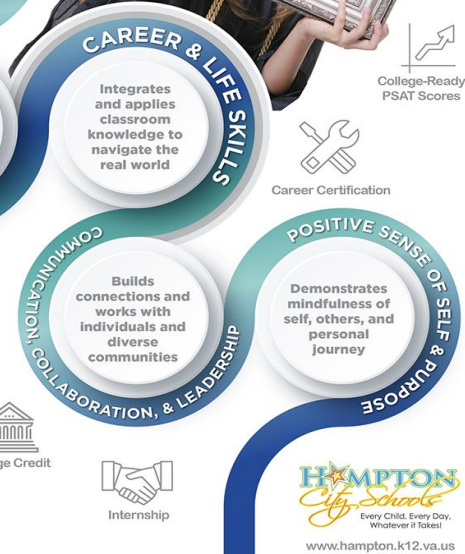 CAREER & LIFE SKILLS
Integrates
and applies
classroom
knowledge to
navigate the
real world
College-Ready
PSAT Scores
Career Certification
COMMUNICATION, COLLABORATION, & LEADERSHIP
Builds
connections and
works with
individuals and
diverse
communities
POSITIVE SENSE OF SELF & PURPOSE
Demonstrates
mindfulness of
self, others, and
personal
journey
Credit
Internship
HAMPTON
City Schools
Every Child, Every Day,
Whatever it Takes!
www.hampton.k12.va.us